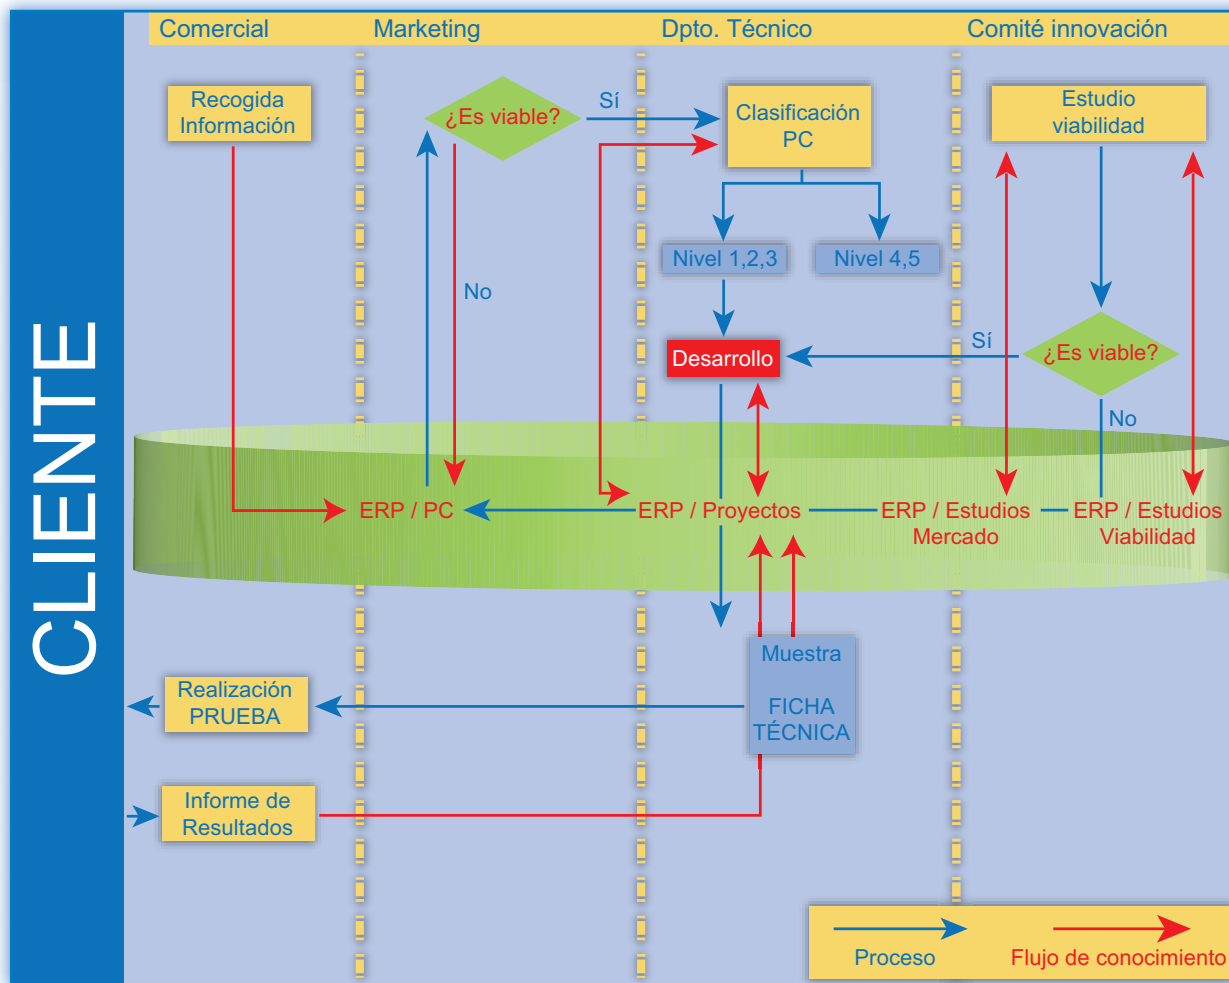 Comercial
Marketing
Dpto. Técnico
Comité innovación
CLIENTE
Recogida
Información
¿Es viable?
Sí
Clasificación
PC
Estudio
viabilidad
Nivel 1,2,3
Nivel 4,5
No
Desarrollo
Sí
¿Es viable?
No
ERP / PC
ERP / Proyectos
ERP / Estudios
Mercado
ERP / Estudios
Viabilidad
Muestra
FICHA
TÉCNICA
Realización
PRUEBA
Informe de
Resultados
Proceso
Flujo de conocimiento